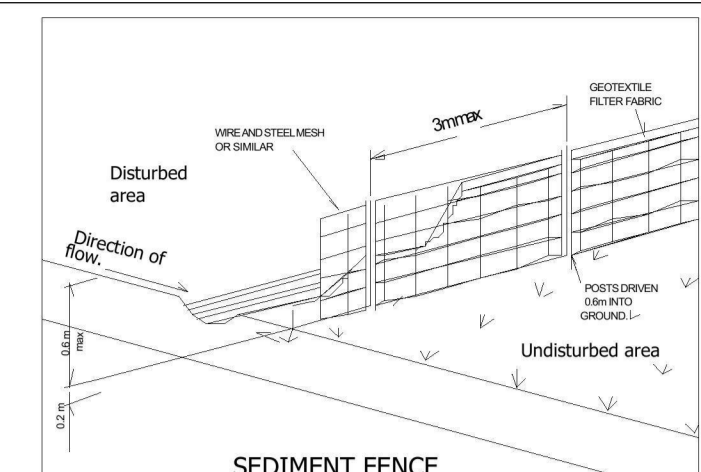 GEOTEXTILE
FILTER FABRIC
3mmax
WIRE AND STEEL MESH
OR SIMILAR
Disturbed
area
Direction of
flow.
POSTS DRIVEN
0.6m INTO
GROUND.
0.6 m
max
Undisturbed area
0.2 m
SEDIMENT FENCE